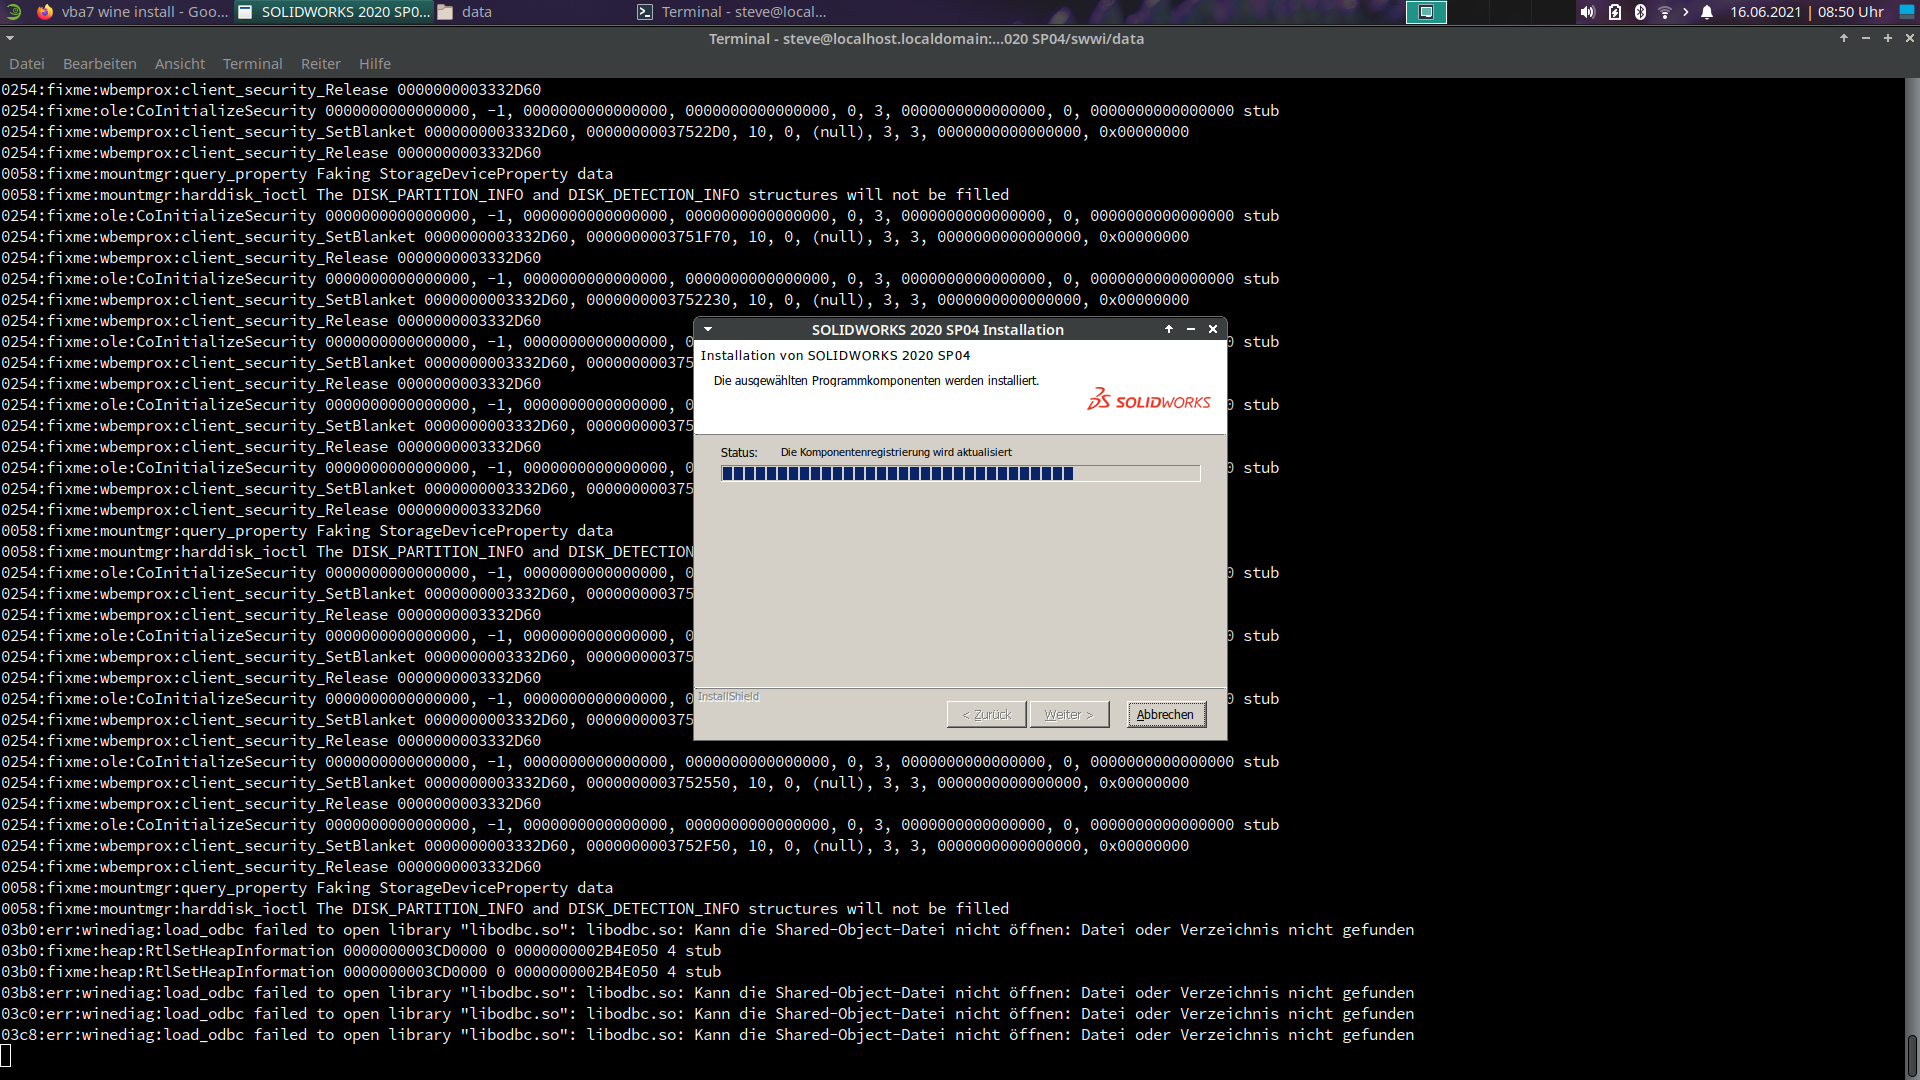 vba7 wine install - Goo...
SOLIDWORKS 2020 SP0...
data
Terminal - steve@local...
16.06.2021 | 08:50 Uhr
Terminal - steve@localhost.localdomain:...020 SP04/swwi/data
Datei Bearbeiten Ansicht Terminal Reiter Hilfe
0254:fixme:wbemprox:client_security_Release 0000000003332D60
0254:fixme:ole:CoInitializeSecurity 0000000000000000, -1, 0000000000000000, 0000000000000000, 0, 3, 0000000000000000, 0, 0000000000000000 stub
0254:fixme:wbemprox:client_security_SetBlanket 0000000003332D60, 00000000037522D0, 10, 0, (null), 3, 3, 0000000000000000, 0x00000000
0254:fixme:wbemprox:client_security_Release 0000000003332D60
0058:fixme:mountmgr:query_property Faking StorageDeviceProperty data
0058:fixme:mountmgr:harddisk_ioctl The DISK_PARTITION_INFO and DISK_DETECTION_INFO structures will not be filled
0254:fixme:ole:CoInitializeSecurity 0000000000000000, -1, 0000000000000000, 0000000000000000, 0, 3, 0000000000000000, 0, 0000000000000000 stub
0254:fixme:wbemprox:client_security_SetBlanket 0000000003332D60, 0000000003751F70, 10, 0, (null), 3, 3, 0000000000000000, 0x00000000
0254:fixme:wbemprox:client_security_Release 0000000003332D60
0254:fixme:ole:CoInitializeSecurity 0000000000000000, -1, 0000000000000000, 0000000000000000, 0, 3, 0000000000000000, 0, 0000000000000000 stub
0254:fixme:wbemprox:client_security_SetBlanket 0000000003332D60, 0000000003752230, 10, 0, (null), 3, 3, 0000000000000000, 0x00000000
0254:fixme:wbemprox:client_security_Release 0000000003332D60
0254:fixme:ole:CoInitializeSecurity 0000000000000000, -1, 0000000000000000, 0 0 stub
0254:fixme:wbemprox:client_security_SetBlanket 0000000003332D60, 000000000375
0254:fixme:wbemprox:client_security_Release 0000000003332D60
0254:fixme:ole:CoInitializeSecurity 0000000000000000, -1, 0000000000000000, 0 0 stub
0254:fixme:wbemprox:client_security_SetBlanket 0000000003332D60, 000000000375
0254:fixme:wbemprox:client_security_Release 0000000003332D60
0254:fixme:ole:CoInitializeSecurity 0000000000000000, -1, 0000000000000000, 0 0 stub
0254:fixme:wbemprox:client_security_SetBlanket 0000000003332D60, 000000000375
0254:fixme:wbemprox:client_security_Release 0000000003332D60
0058:fixme:mountmgr:query_property Faking StorageDeviceProperty data
0058:fixme:mountmgr:harddisk_ioctl The DISK_PARTITION_INFO and DISK_DETECTION
0254:fixme:ole:CoInitializeSecurity 0000000000000000, -1, 0000000000000000, 0 0 stub
0254:fixme:wbemprox:client_security_SetBlanket 0000000003332D60, 000000000375
0254:fixme:wbemprox:client_security_Release 0000000003332D60
0254:fixme:ole:CoInitializeSecurity 0000000000000000, -1, 0000000000000000, 0 0 stub
0254:fixme:wbemprox:client_security_SetBlanket 0000000003332D60, 000000000375
0254:fixme:wbemprox:client_security_Release 0000000003332D60
0254:fixme:ole:CoInitializeSecurity 0000000000000000, -1, 0000000000000000, 0 0 stub
0254:fixme:wbemprox:client_security_SetBlanket 0000000003332D60, 000000000375
0254:fixme:wbemprox:client_security_Release 0000000003332D60
0254:fixme:ole:CoInitializeSecurity 0000000000000000, -1, 0000000000000000, 0000000000000000, 0, 3, 0000000000000000, 0, 0000000000000000 stub
0254:fixme:wbemprox:client_security_SetBlanket 0000000003332D60, 0000000003752550, 10, 0, (null), 3, 3, 0000000000000000, 0x00000000
0254:fixme:wbemprox:client_security_Release 0000000003332D60
0254:fixme:ole:CoInitializeSecurity 0000000000000000, -1, 0000000000000000, 0000000000000000, 0, 3, 0000000000000000, 0, 0000000000000000 stub
0254:fixme:wbemprox:client_security_SetBlanket 0000000003332D60, 0000000003752F50, 10, 0, (null), 3, 3, 0000000000000000, 0x00000000
0254:fixme:wbemprox:client_security_Release 0000000003332D60
0058:fixme:mountmgr:query_property Faking StorageDeviceProperty data
0058:fixme:mountmgr:harddisk_ioctl The DISK_PARTITION_INFO and DISK_DETECTION_INFO structures will not be filled
03b0:err:winediag:load_odbc failed to open library "libodbc.so": libodbc.so: Kann die Shared-Object-Datei nicht öffnen: Datei oder Verzeichnis nicht gefunden
03b0:fixme:heap:RtlSetHeapInformation 0000000003CD0000 0 0000000002B4E050 4 stub
03b0:fixme:heap:RtlSetHeapInformation 0000000003CD0000 0 0000000002B4E050 4 stub
03b8:err:winediag:load_odbc failed to open library "libodbc.so": libodbc.so: Kann die Shared-Object-Datei nicht öffnen: Datei oder Verzeichnis nicht gefunden
03c0:err:winediag:load_odbc failed to open library "libodbc.so": libodbc.so: Kann die Shared-Object-Datei nicht öffnen: Datei oder Verzeichnis nicht gefunden
03c8:err:winediag:load_odbc failed to open library "libodbc.so": libodbc.so: Kann die Shared-Object-Datei nicht öffnen: Datei oder Verzeichnis nicht gefunden
SOLIDWORKS 2020 SP04 Installation
Installation von SOLIDWORKS 2020 SP04
Die ausgewählten Programmkomponenten werden installiert.
SOLIDWORKS
Status: Die Komponentenregistrierung wird aktualisiert
InstallShield
< Zurück Weiter > Abbrechen